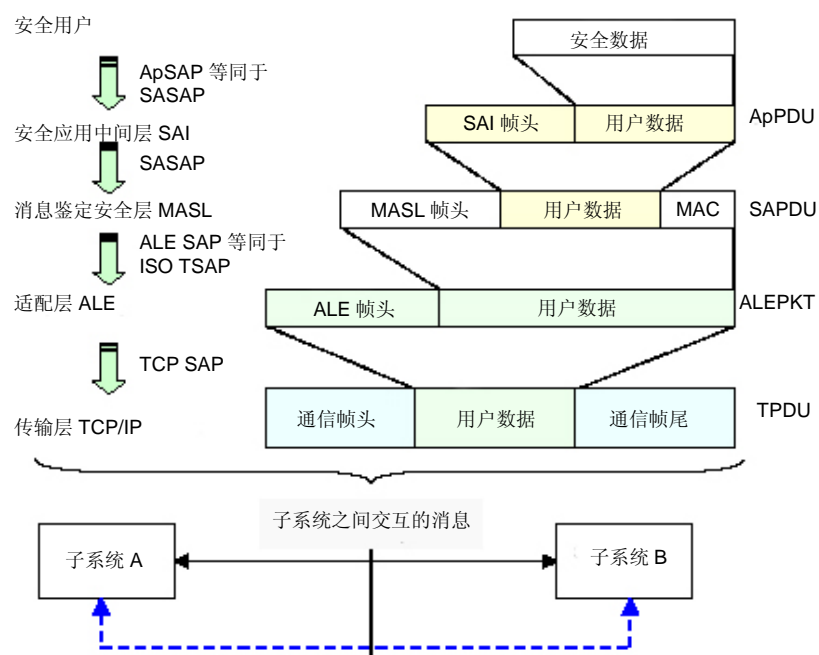 安全用户
安全数据
ApSAP 等同于
SASAP
安全应用中间层 SAI
SAI 帧头
用户数据
ApPDU
SASAP
消息鉴定安全层 MASL
MASL 帧头
用户数据
MAC
SAPDU
ALE SAP 等同于
ISO TSAP
适配层 ALE
ALE 帧头
用户数据
ALEPKT
TCP SAP
传输层 TCP/IP
通信帧头
用户数据
通信帧尾
TPDU
子系统之间交互的消息
子系统 A
子系统 B